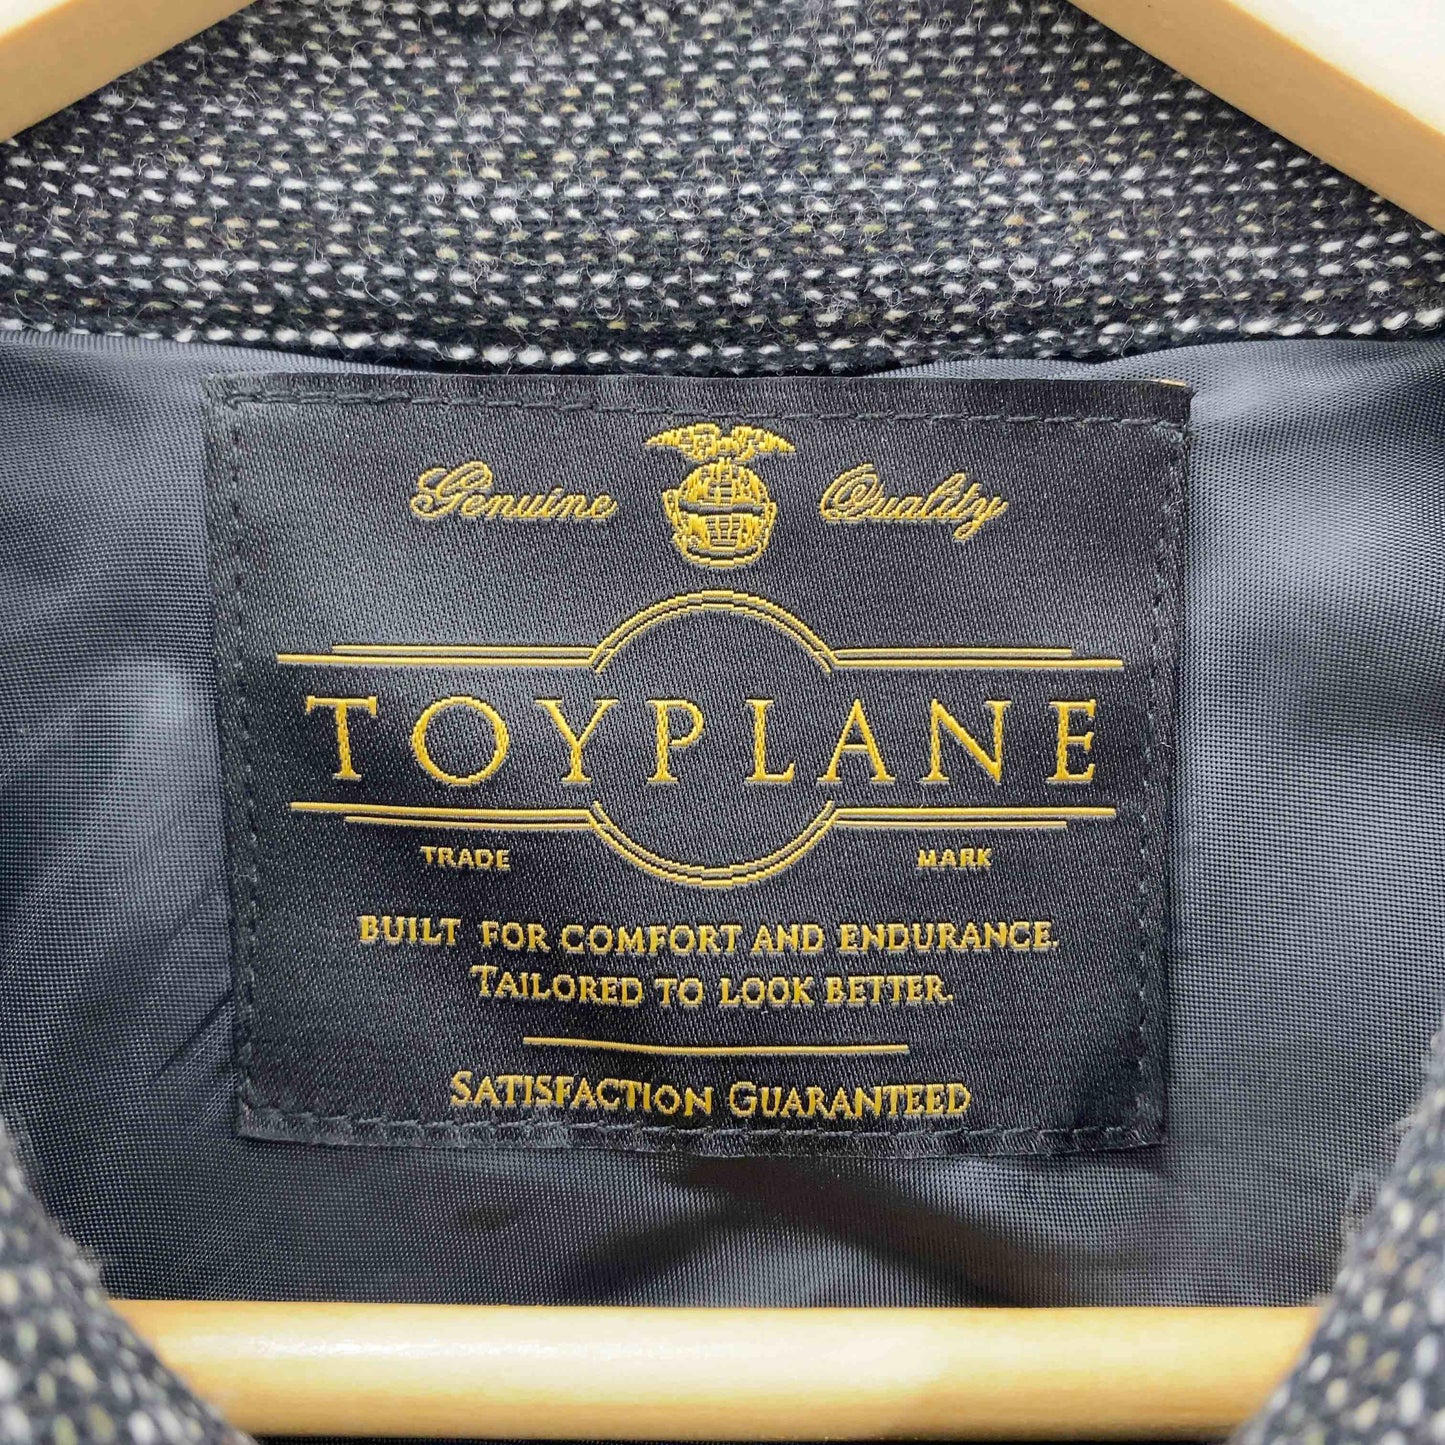 Genuine Quality
TOYPLANE
TRADE MARK
BUILT FOR COMFORT AND ENDURANCE.
TAILORED TO LOOK BETTER.
SATISFACTION GUARANTEED